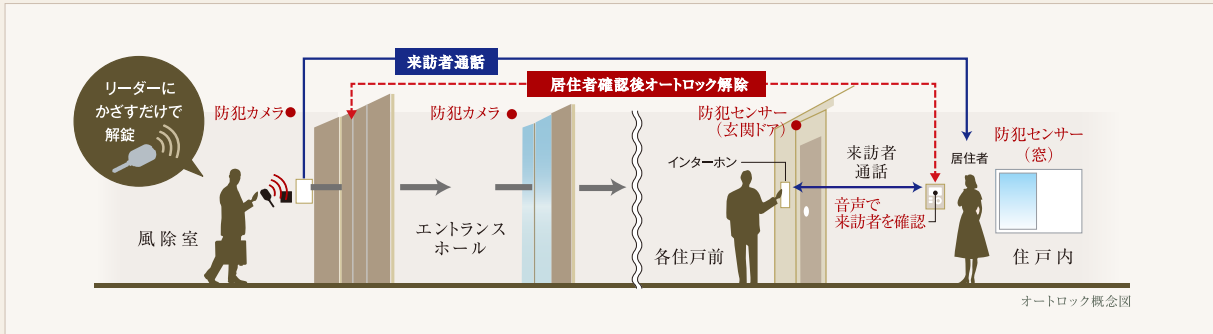 来訪者通話
居住者確認後オートロック解除
リーダーに
かざすだけで
解錠
防犯カメラ
防犯カメラ
防犯センサー
（玄関ドア）
インターホン
来訪者
通話
居住者
防犯センサー
（窓）
音声で
来訪者を確認
風除室
エントランス
ホール
各住戸前
住戸内
オートロック概念図